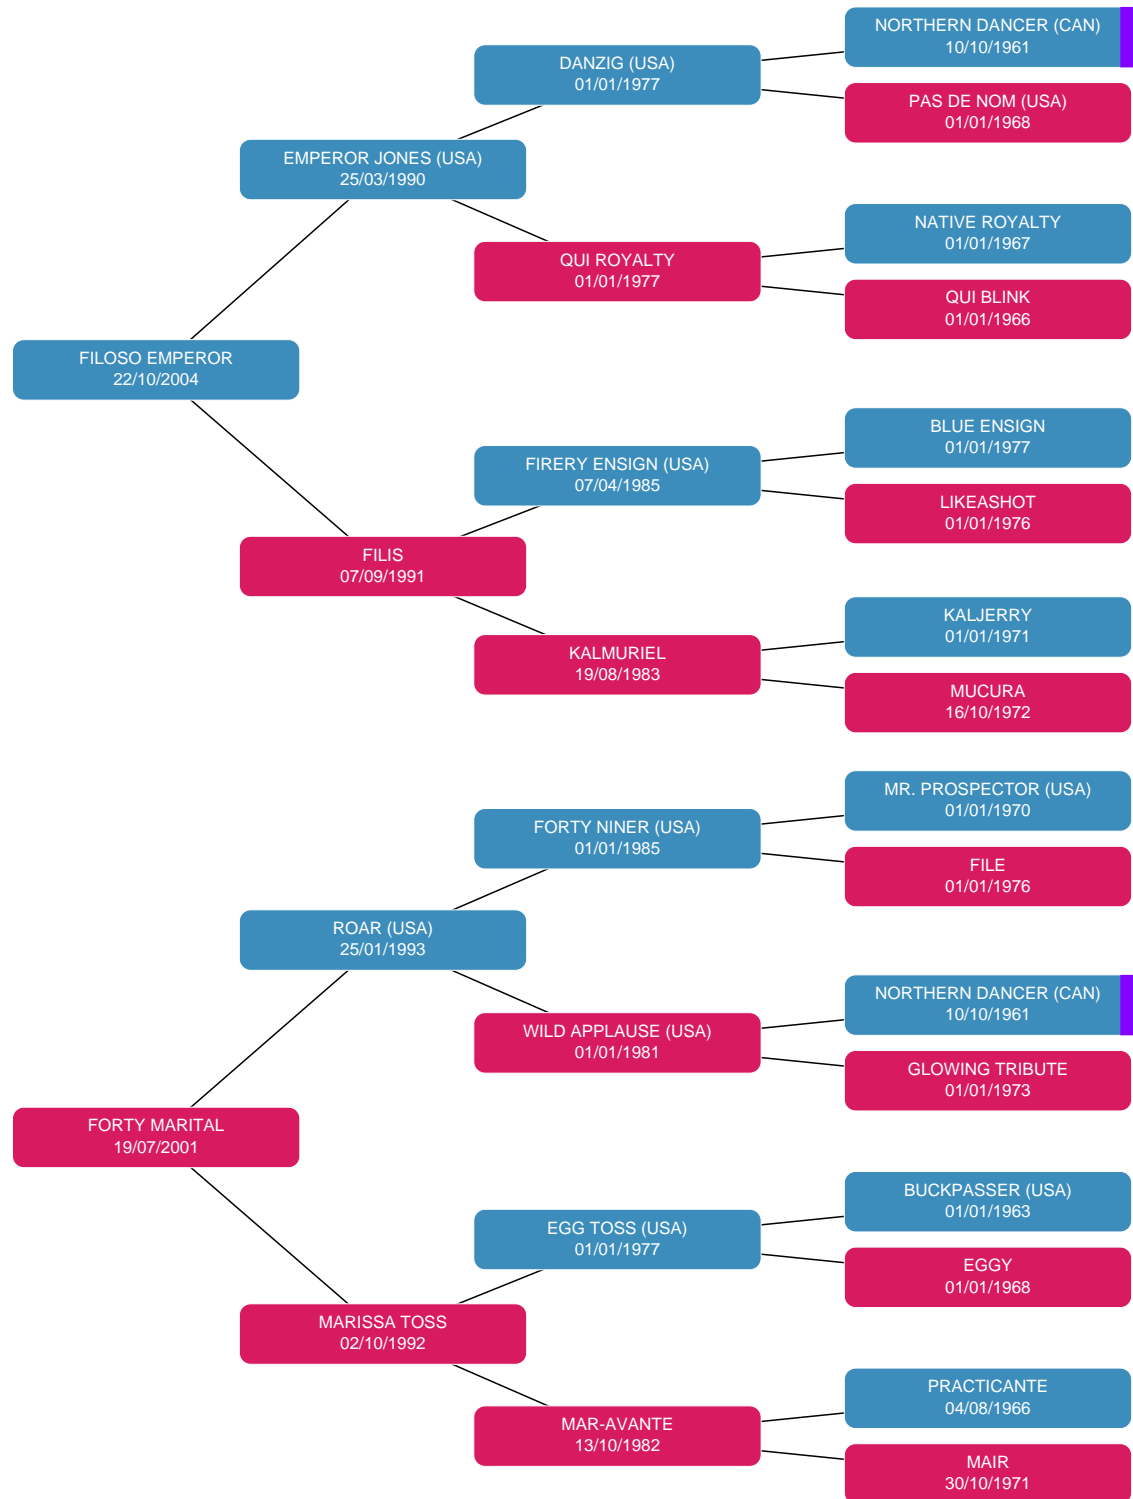 NORTHERN DANCER (CAN)
10/10/1961
DANZIG (USA)
01/01/1977
PAS DE NOM (USA)
01/01/1968
EMPEROR JONES (USA)
25/03/1990
NATIVE ROYALTY
01/01/1967
QUI ROYALTY
01/01/1977
QUI BLINK
01/01/1966
FILOSO EMPEROR
22/10/2004
BLUE ENSIGN
01/01/1977
FIRERY ENSIGN (USA)
07/04/1985
LIKEASHOT
01/01/1976
FILIS
07/09/1991
KALJERRY
01/01/1971
KALMURIEL
19/08/1983
MUCURA
16/10/1972
MR. PROSPECTOR (USA)
01/01/1970
FORTY NINER (USA)
01/01/1985
FILE
01/01/1976
ROAR (USA)
25/01/1993
NORTHERN DANCER (CAN)
10/10/1961
WILD APPLAUSE (USA)
01/01/1981
GLOWING TRIBUTE
01/01/1973
FORTY MARITAL
19/07/2001
BUCKPASSER (USA)
01/01/1963
EGG TOSS (USA)
01/01/1977
EGGY
01/01/1968
MARISSA TOSS
02/10/1992
PRACTICANTE
04/08/1966
MAR-AVANTE
13/10/1982
MAIR
30/10/1971